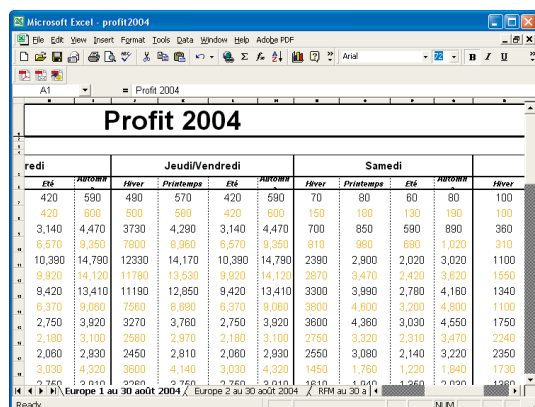 Microsoft Excel - profit2004
File Edit View Insert Format Tools Data Window Help Adobe PDF
Arial 72 B I U
A1 = Profit 2004
Profit 2004
redi Jeudi/Vendredi Samedi
Eté Automn Hiver Printemps Eté Automn Hiver Printemps Eté Automn Hiver
420 590 490 570 420 590 70 80 60 80 100
420 600 500 580 420 600 150 180 130 190 100
3,140 4,470 3730 4,290 3,140 4,470 700 850 590 890 360
6,570 9,350 7800 8,960 6,570 9,350 810 980 680 1,020 310
10,390 14,790 12330 14,170 10,390 14,790 2390 2,900 2,020 3,020 1100
9,920 14,120 11780 13,530 9,920 14,120 2870 3,470 2,420 3,620 1550
9,420 13,410 11190 12,850 9,420 13,410 3300 3,990 2,780 4,160 1340
6,370 9,060 7560 8,690 6,370 9,060 3800 4,600 3,200 4,800 1100
2,750 3,920 3270 3,760 2,750 3,920 3600 4,360 3,030 4,550 1750
2,180 3,100 2580 2,970 2,180 3,100 2750 3,320 2,310 3,470 2240
2,060 2,930 2450 2,810 2,060 2,930 2550 3,080 2,140 3,220 2350
3,030 4,320 3600 4,140 3,030 4,320 1450 1,760 1,220 1,840 1730
Europe 1 au 30 août 2004 Europe 2 au 30 août 2004 RFM au 30 a
Ready NUM